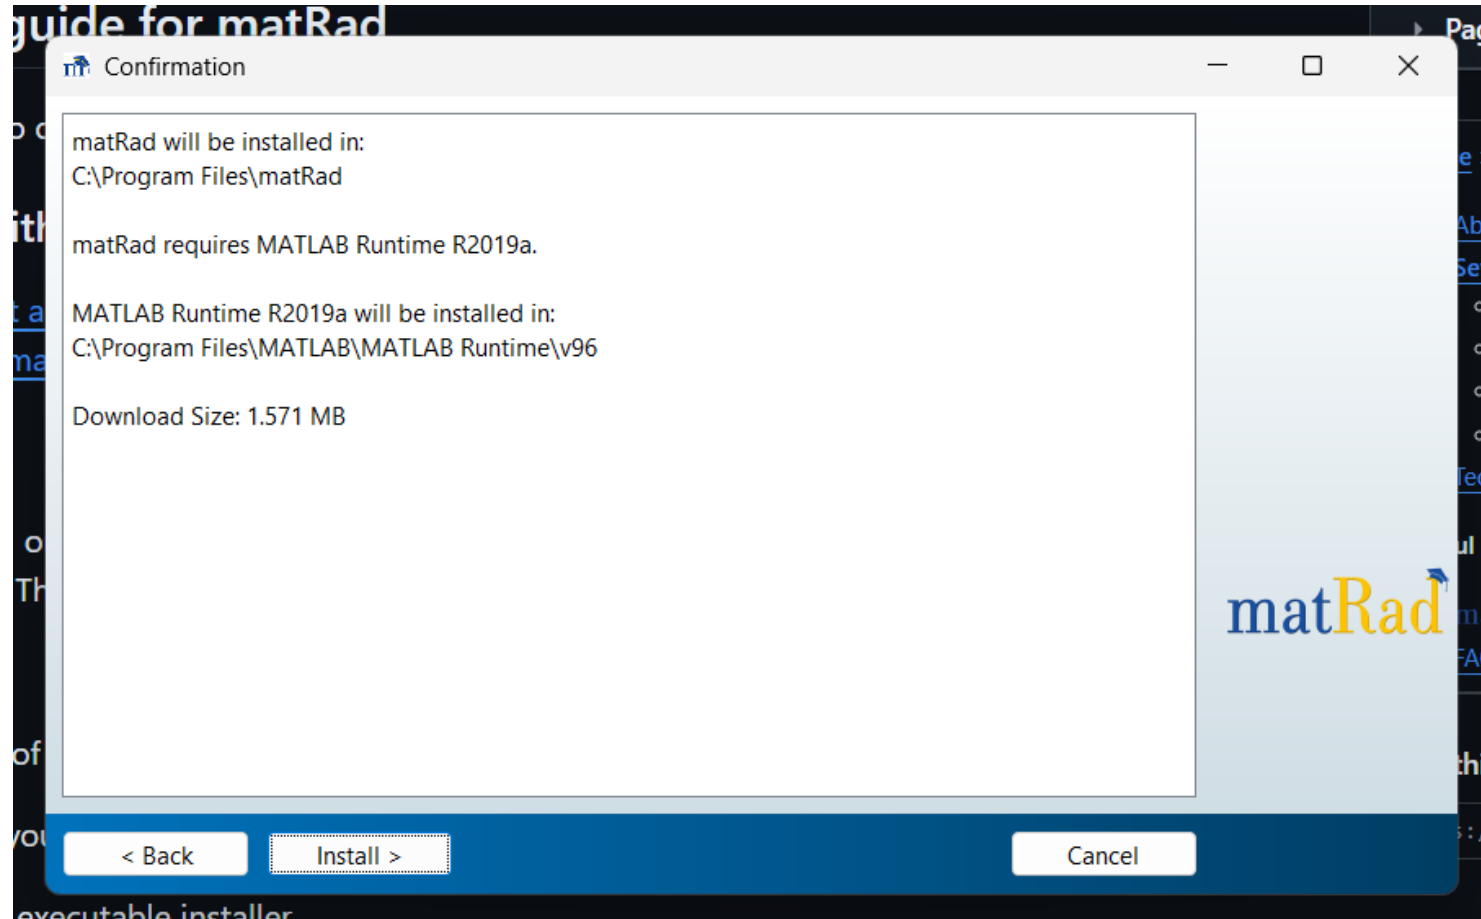 guide for matRad
Confirmation
matRad will be installed in:
C:\Program Files\matRad
matRad requires MATLAB Runtime R2019a.
MATLAB Runtime R2019a will be installed in:
C:\Program Files\MATLAB\MATLAB Runtime\v96
Download Size: 1.571 MB
matRad
of
< Back
Install >
Cancel
executable installer